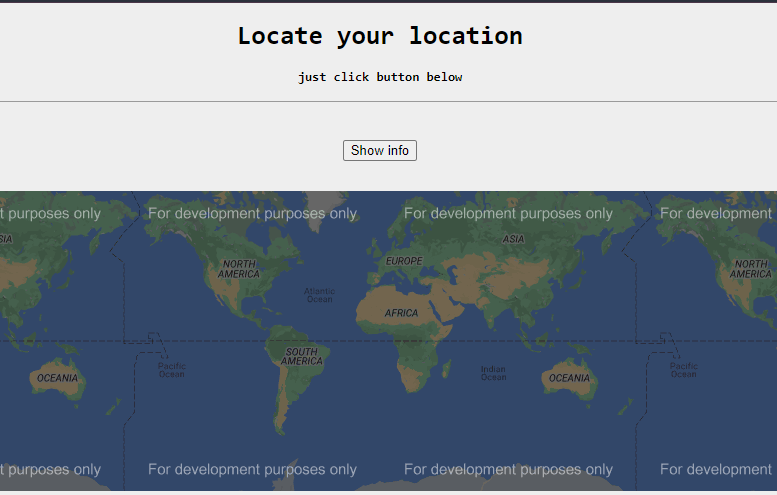 Locate your location
just click button below
Show info
t purposes only For development purposes only For development purposes only For development
SIA
NORTH
AMERICA
EUROPE
ASIA
NORTH
AMERICA
Atlantic
Ocean
AFRICA
SOUTH
AMERICA
OCEANIA
Pacific
Ocean
Indian
Ocean
OCEANIA
Pacific
Ocean
t purposes only For development purposes only For development purposes only For development